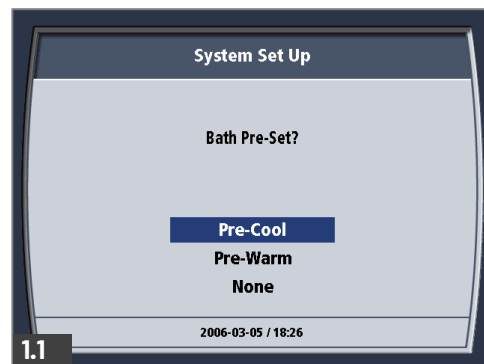 System Set Up
Bath Pre-Set?
Pre-Cool
Pre-Warm
None
2006-03-05 / 18:26
1.1